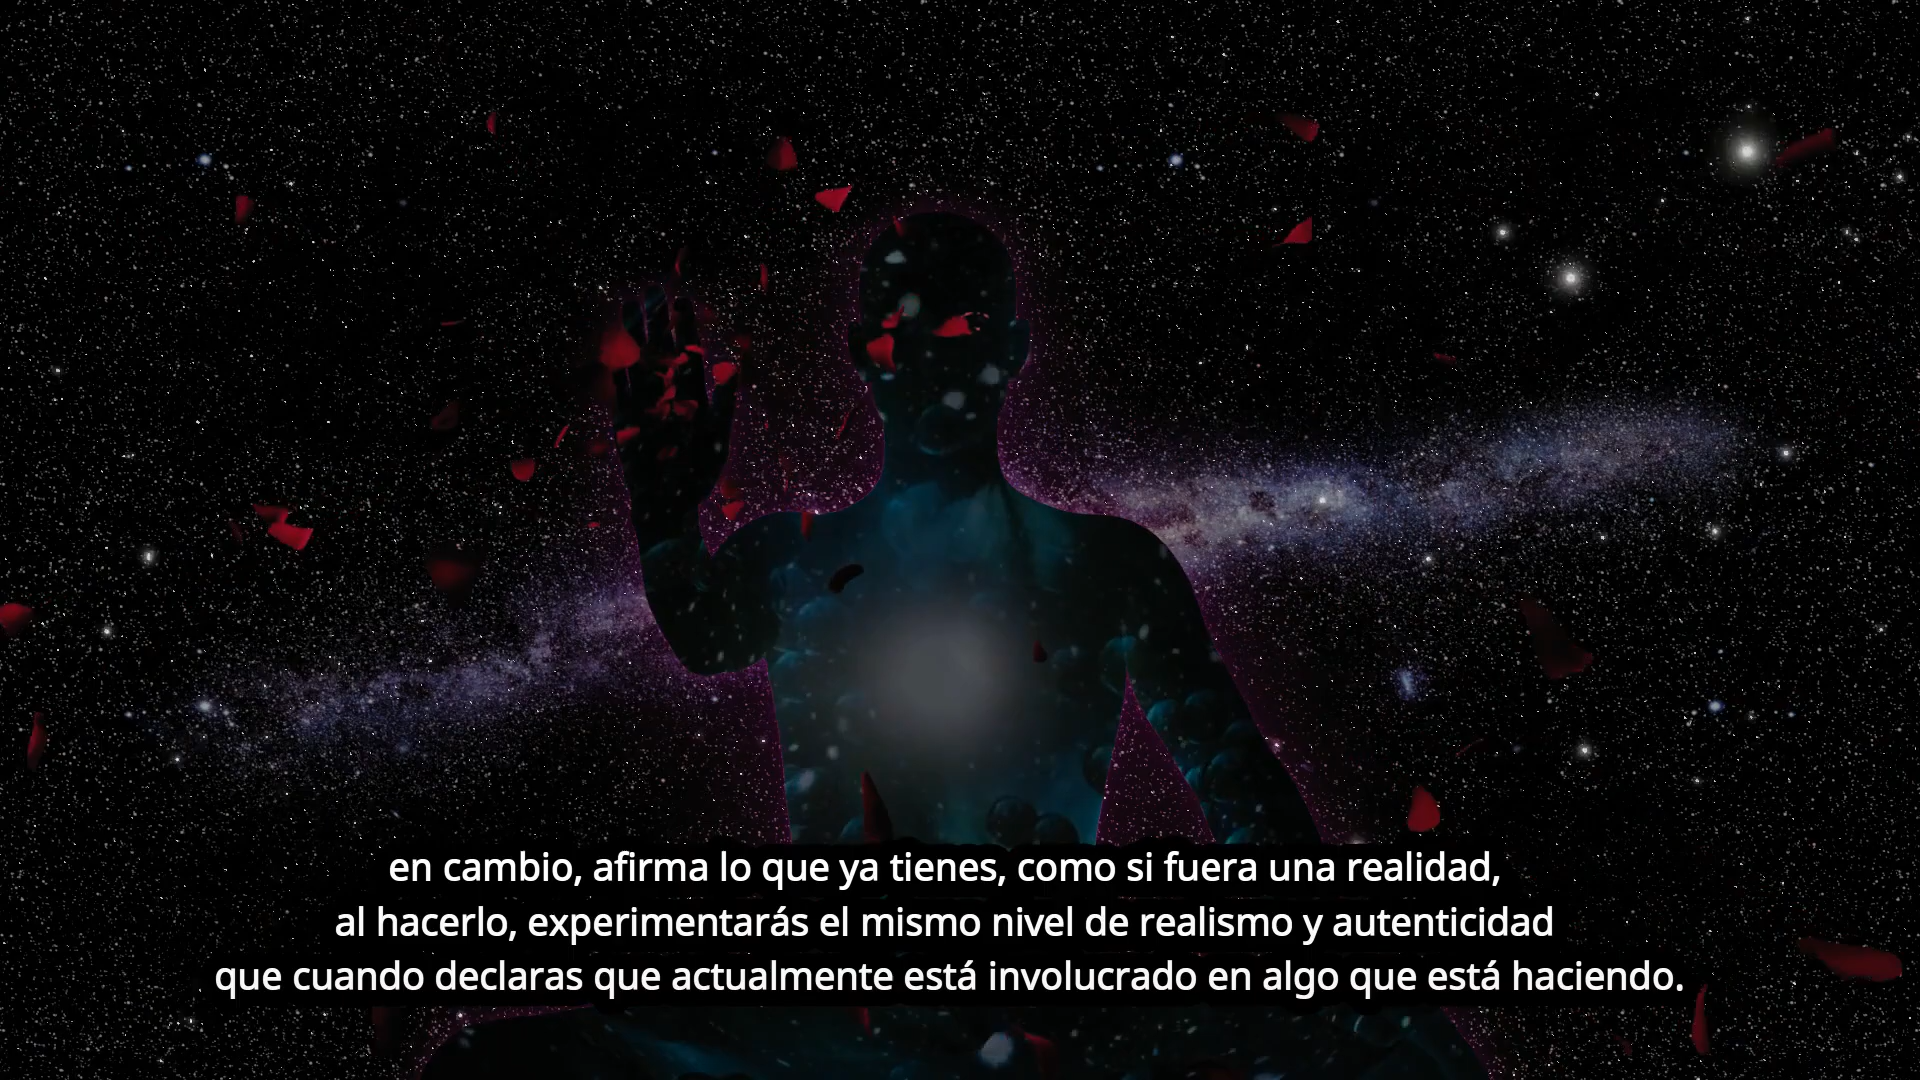 en cambio, afirma lo que ya tienes, como si fuera una realidad,
al hacerlo, experimentarás el mismo nivel de realismo y autenticidad
que cuando declaras que actualmente está involucrado en algo que está haciendo.